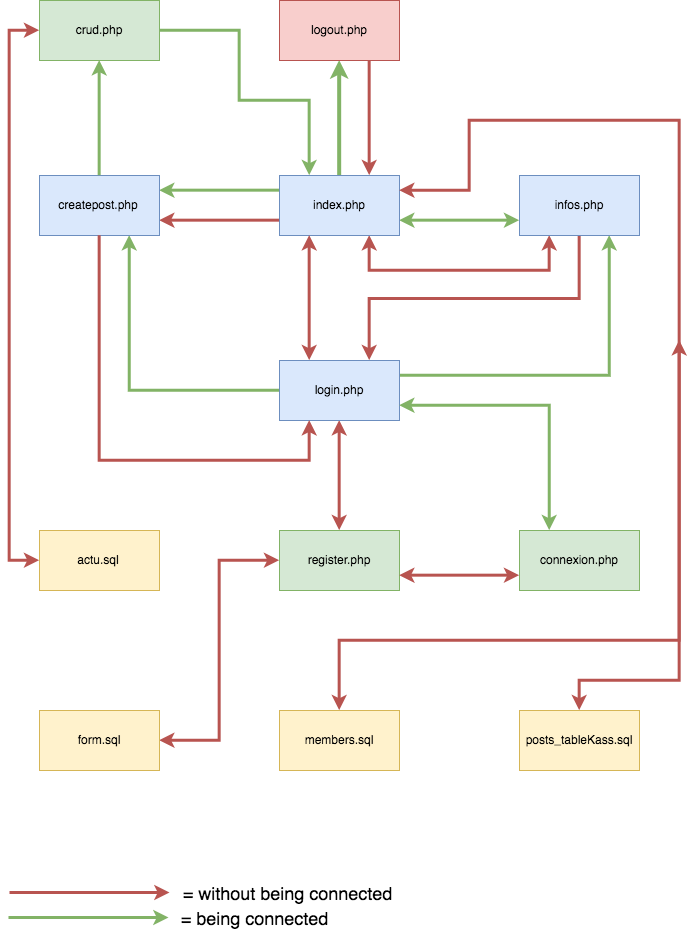 crud.php
logout.php
createpost.php
index.php
infos.php
login.php
actu.sql
register.php
connexion.php
form.sql
members.sql
posts_tableKass.sql
= without being connected
= being connected